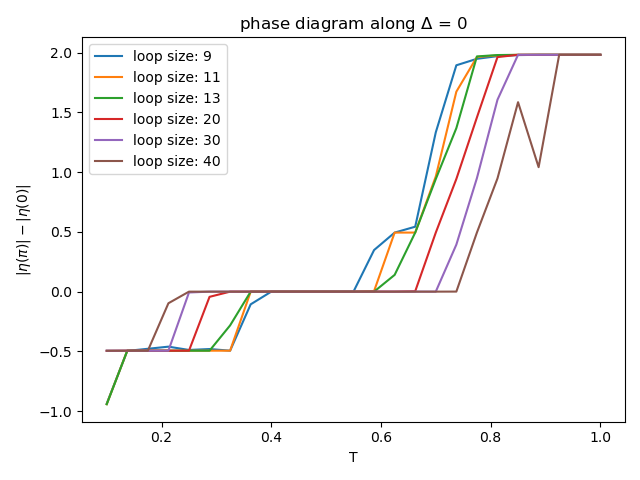 phase diagram along Δ = 0
loop size: 9
loop size: 11
loop size: 13
loop size: 20
loop size: 30
loop size: 40
|η(π)| − |η(0)|
2.0
1.5
1.0
0.5
0.0
−0.5
−1.0
0.2 0.4 0.6 0.8 1.0
T